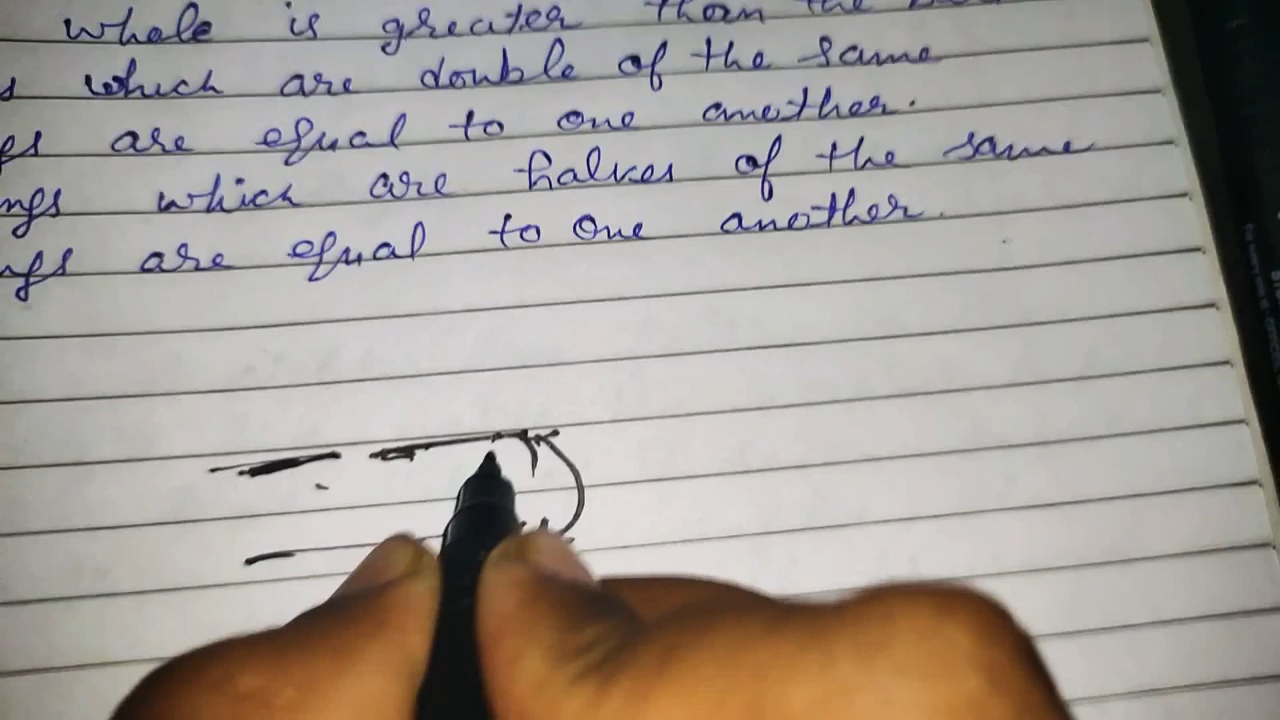 whole is greater than the
which are double of the same
are equal to one another.
which are halves of the same
are equal to one another.